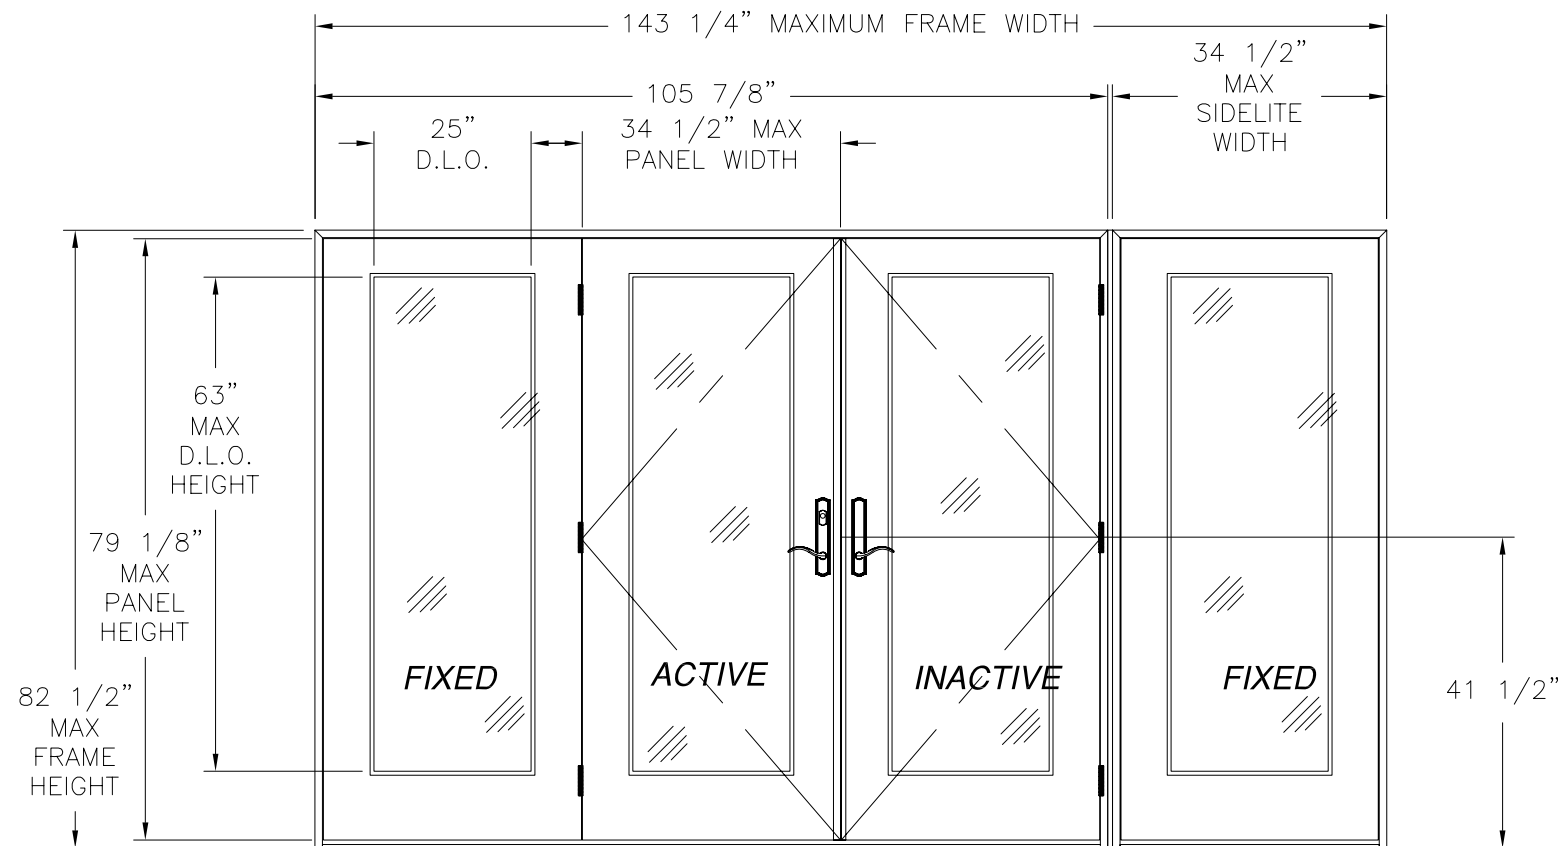 143 1/4” MAXIMUM FRAME WIDTH
34 1/2”
MAX
SIDELITE
WIDTH
105 7/8”
25”
D.L.O.
34 1/2” MAX
PANEL WIDTH
63”
MAX
D.L.O.
HEIGHT
79 1/8”
MAX
PANEL
HEIGHT
82 1/2”
MAX
FRAME
HEIGHT
FIXED
ACTIVE
INACTIVE
FIXED
41 1/2”